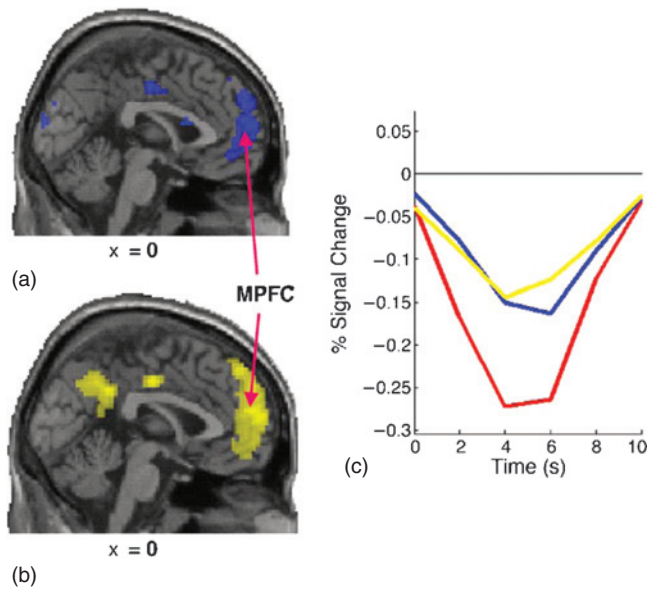 x = 0
(a)
MPFC
x = 0
(b)
% Signal Change
0.05
0
−0.05
−0.1
−0.15
−0.2
−0.25
−0.3
0 2 4 6 8 10
Time (s)
(c)